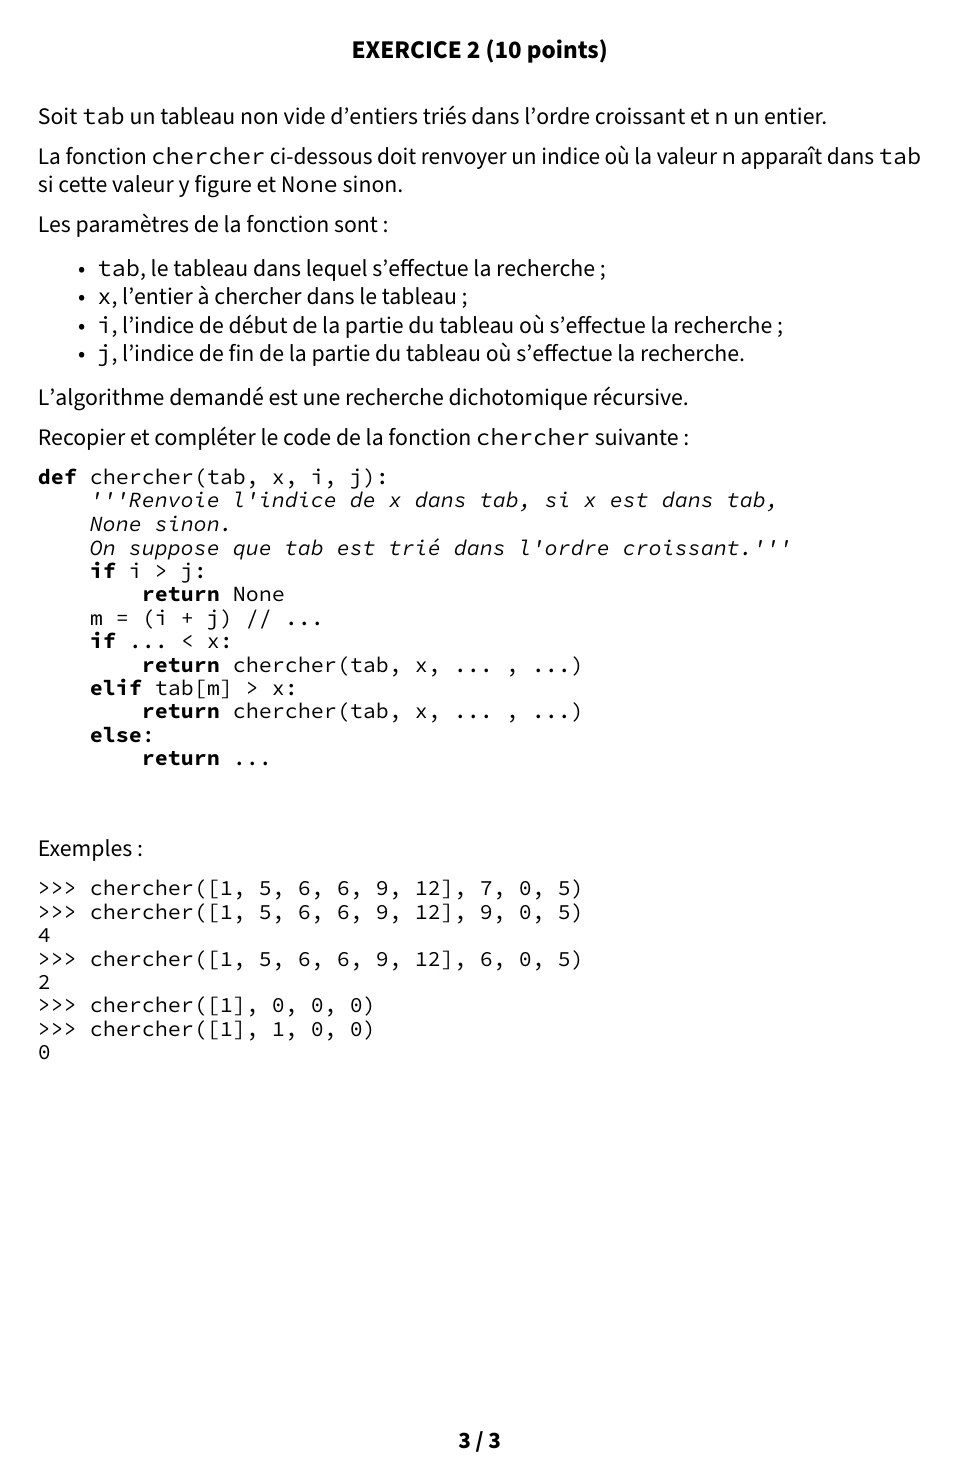 EXERCICE 2 (10 points)
Soit tab un tableau non vide d’entiers triés dans l’ordre croissant et n un entier.
La fonction chercher ci-dessous doit renvoyer un indice où la valeur n apparaît dans tab
si cette valeur y figure et None sinon.
Les paramètres de la fonction sont :
• tab, le tableau dans lequel s’effectue la recherche ;
• x, l’entier à chercher dans le tableau ;
• i, l’indice de début de la partie du tableau où s’effectue la recherche ;
• j, l’indice de fin de la partie du tableau où s’effectue la recherche.
L’algorithme demandé est une recherche dichotomique récursive.
Recopier et compléter le code de la fonction chercher suivante :
def chercher(tab, x, i, j):
    '''Renvoie l'indice de x dans tab, si x est dans tab,
    None sinon.
    On suppose que tab est trié dans l'ordre croissant.'''
    if i > j:
        return None
    m = (i + j) // ...
    if ... < x:
        return chercher(tab, x, ... , ...)
    elif tab[m] > x:
        return chercher(tab, x, ... , ...)
    else:
        return ...
Exemples :
>>> chercher([1, 5, 6, 6, 9, 12], 7, 0, 5)
>>> chercher([1, 5, 6, 6, 9, 12], 9, 0, 5)
4
>>> chercher([1, 5, 6, 6, 9, 12], 6, 0, 5)
2
>>> chercher([1], 0, 0, 0)
>>> chercher([1], 1, 0, 0)
0
3 / 3